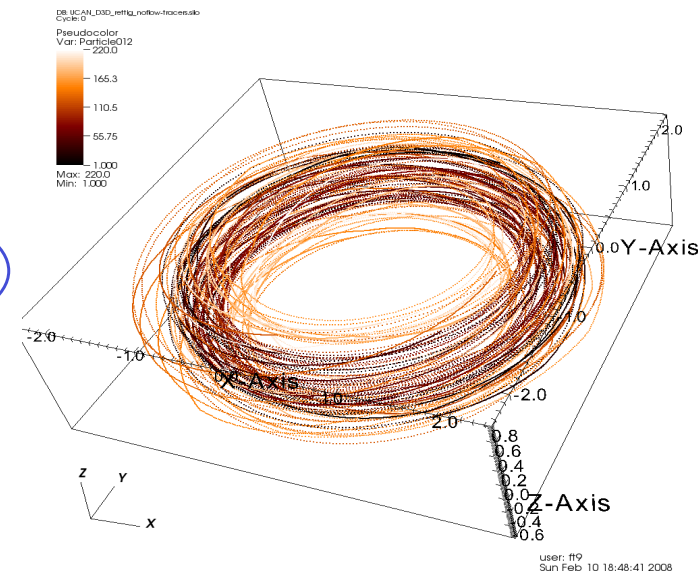 DB: UCAN_D3D_rettig_noflow-tracers.silo
Cycle: 0
Pseudocolor
Var: Particle012
220.0
165.3
110.5
55.75
1.000
Max: 220.0
Min: 1.000
2.0
1.0
0.0 Y-Axis
-1.0
-2.0
-2.0
-1.0
0.0
X-Axis
1.0
2.0
0.8
0.6
0.4
0.2
0.0
Z-Axis
-0.2
-0.4
-0.6
Z
Y
X
user: ft9
Sun Feb 10 18:48:41 2008